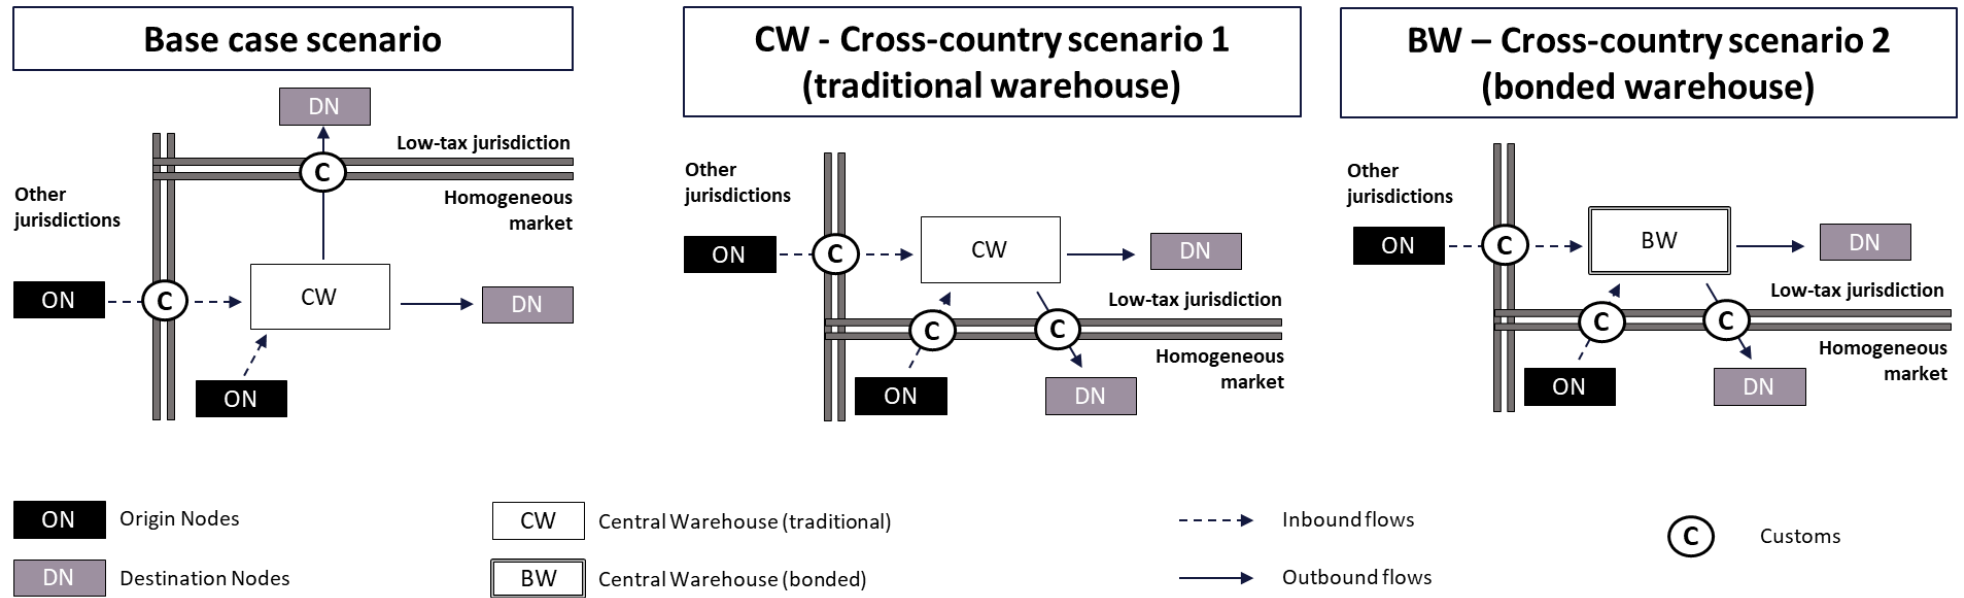 Base case scenario
DN
Low-tax jurisdiction
C
Homogeneous
market
Other
jurisdictions
ON
C
CW
DN
ON
CW - Cross-country scenario 1
(traditional warehouse)
Other
jurisdictions
ON
C
CW
DN
Low-tax jurisdiction
C
C
Homogeneous
market
ON
DN
BW – Cross-country scenario 2
(bonded warehouse)
Other
jurisdictions
ON
C
BW
DN
Low-tax jurisdiction
C
C
Homogeneous
market
ON
DN
ON Origin Nodes
CW Central Warehouse (traditional)
Inbound flows
C Customs
DN Destination Nodes
BW Central Warehouse (bonded)
Outbound flows